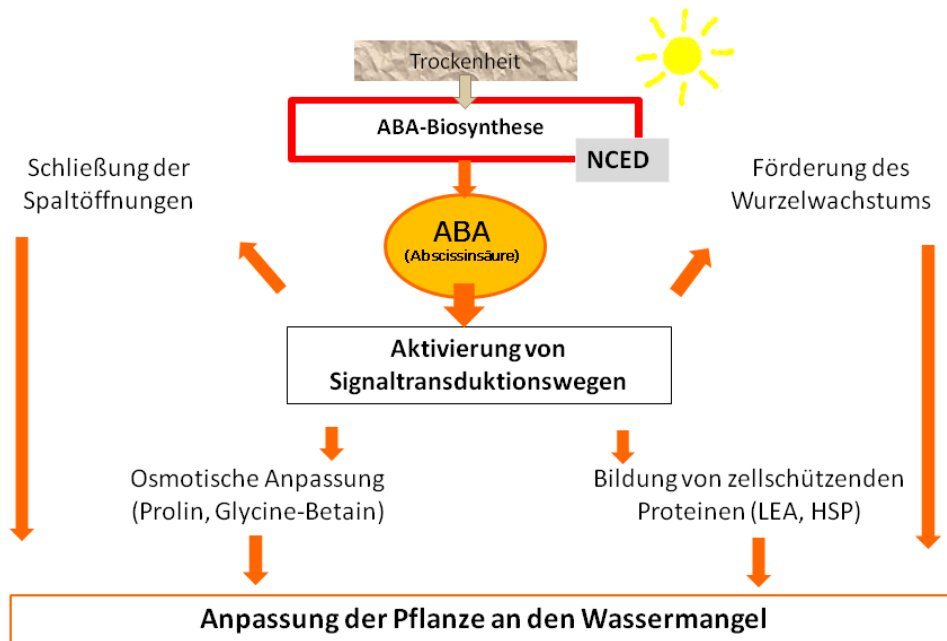 Trockenheit
ABA-Biosynthese
NCED
Schließung der
Spaltöffnungen
Förderung des
Wurzelwachstums
ABA
(Abscissinsäure)
Aktivierung von
Signaltransduktionswegen
Osmotische Anpassung
(Prolin, Glycine-Betain)
Bildung von zellschützenden
Proteinen (LEA, HSP)
Anpassung der Pflanze an den Wassermangel